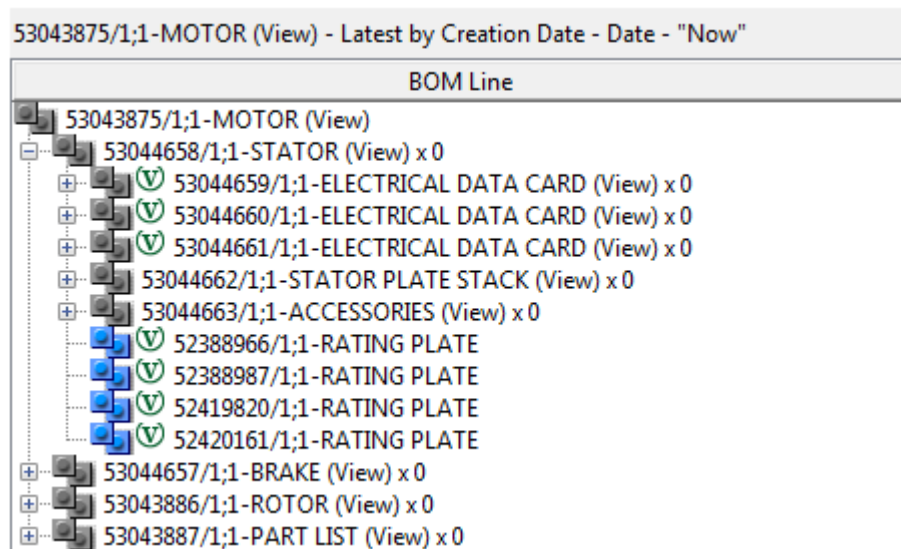 53043875/1;1-MOTOR (View) - Latest by Creation Date - Date - "Now"
BOM Line
53043875/1;1-MOTOR (View)
53044658/1;1-STATOR (View) x 0
53044659/1;1-ELECTRICAL DATA CARD (View) x 0
53044660/1;1-ELECTRICAL DATA CARD (View) x 0
53044661/1;1-ELECTRICAL DATA CARD (View) x 0
53044662/1;1-STATOR PLATE STACK (View) x 0
53044663/1;1-ACCESSORIES (View) x 0
52388966/1;1-RATING PLATE
52388987/1;1-RATING PLATE
52419820/1;1-RATING PLATE
52420161/1;1-RATING PLATE
53044657/1;1-BRAKE (View) x 0
53043886/1;1-ROTOR (View) x 0
53043887/1;1-PART LIST (View) x 0